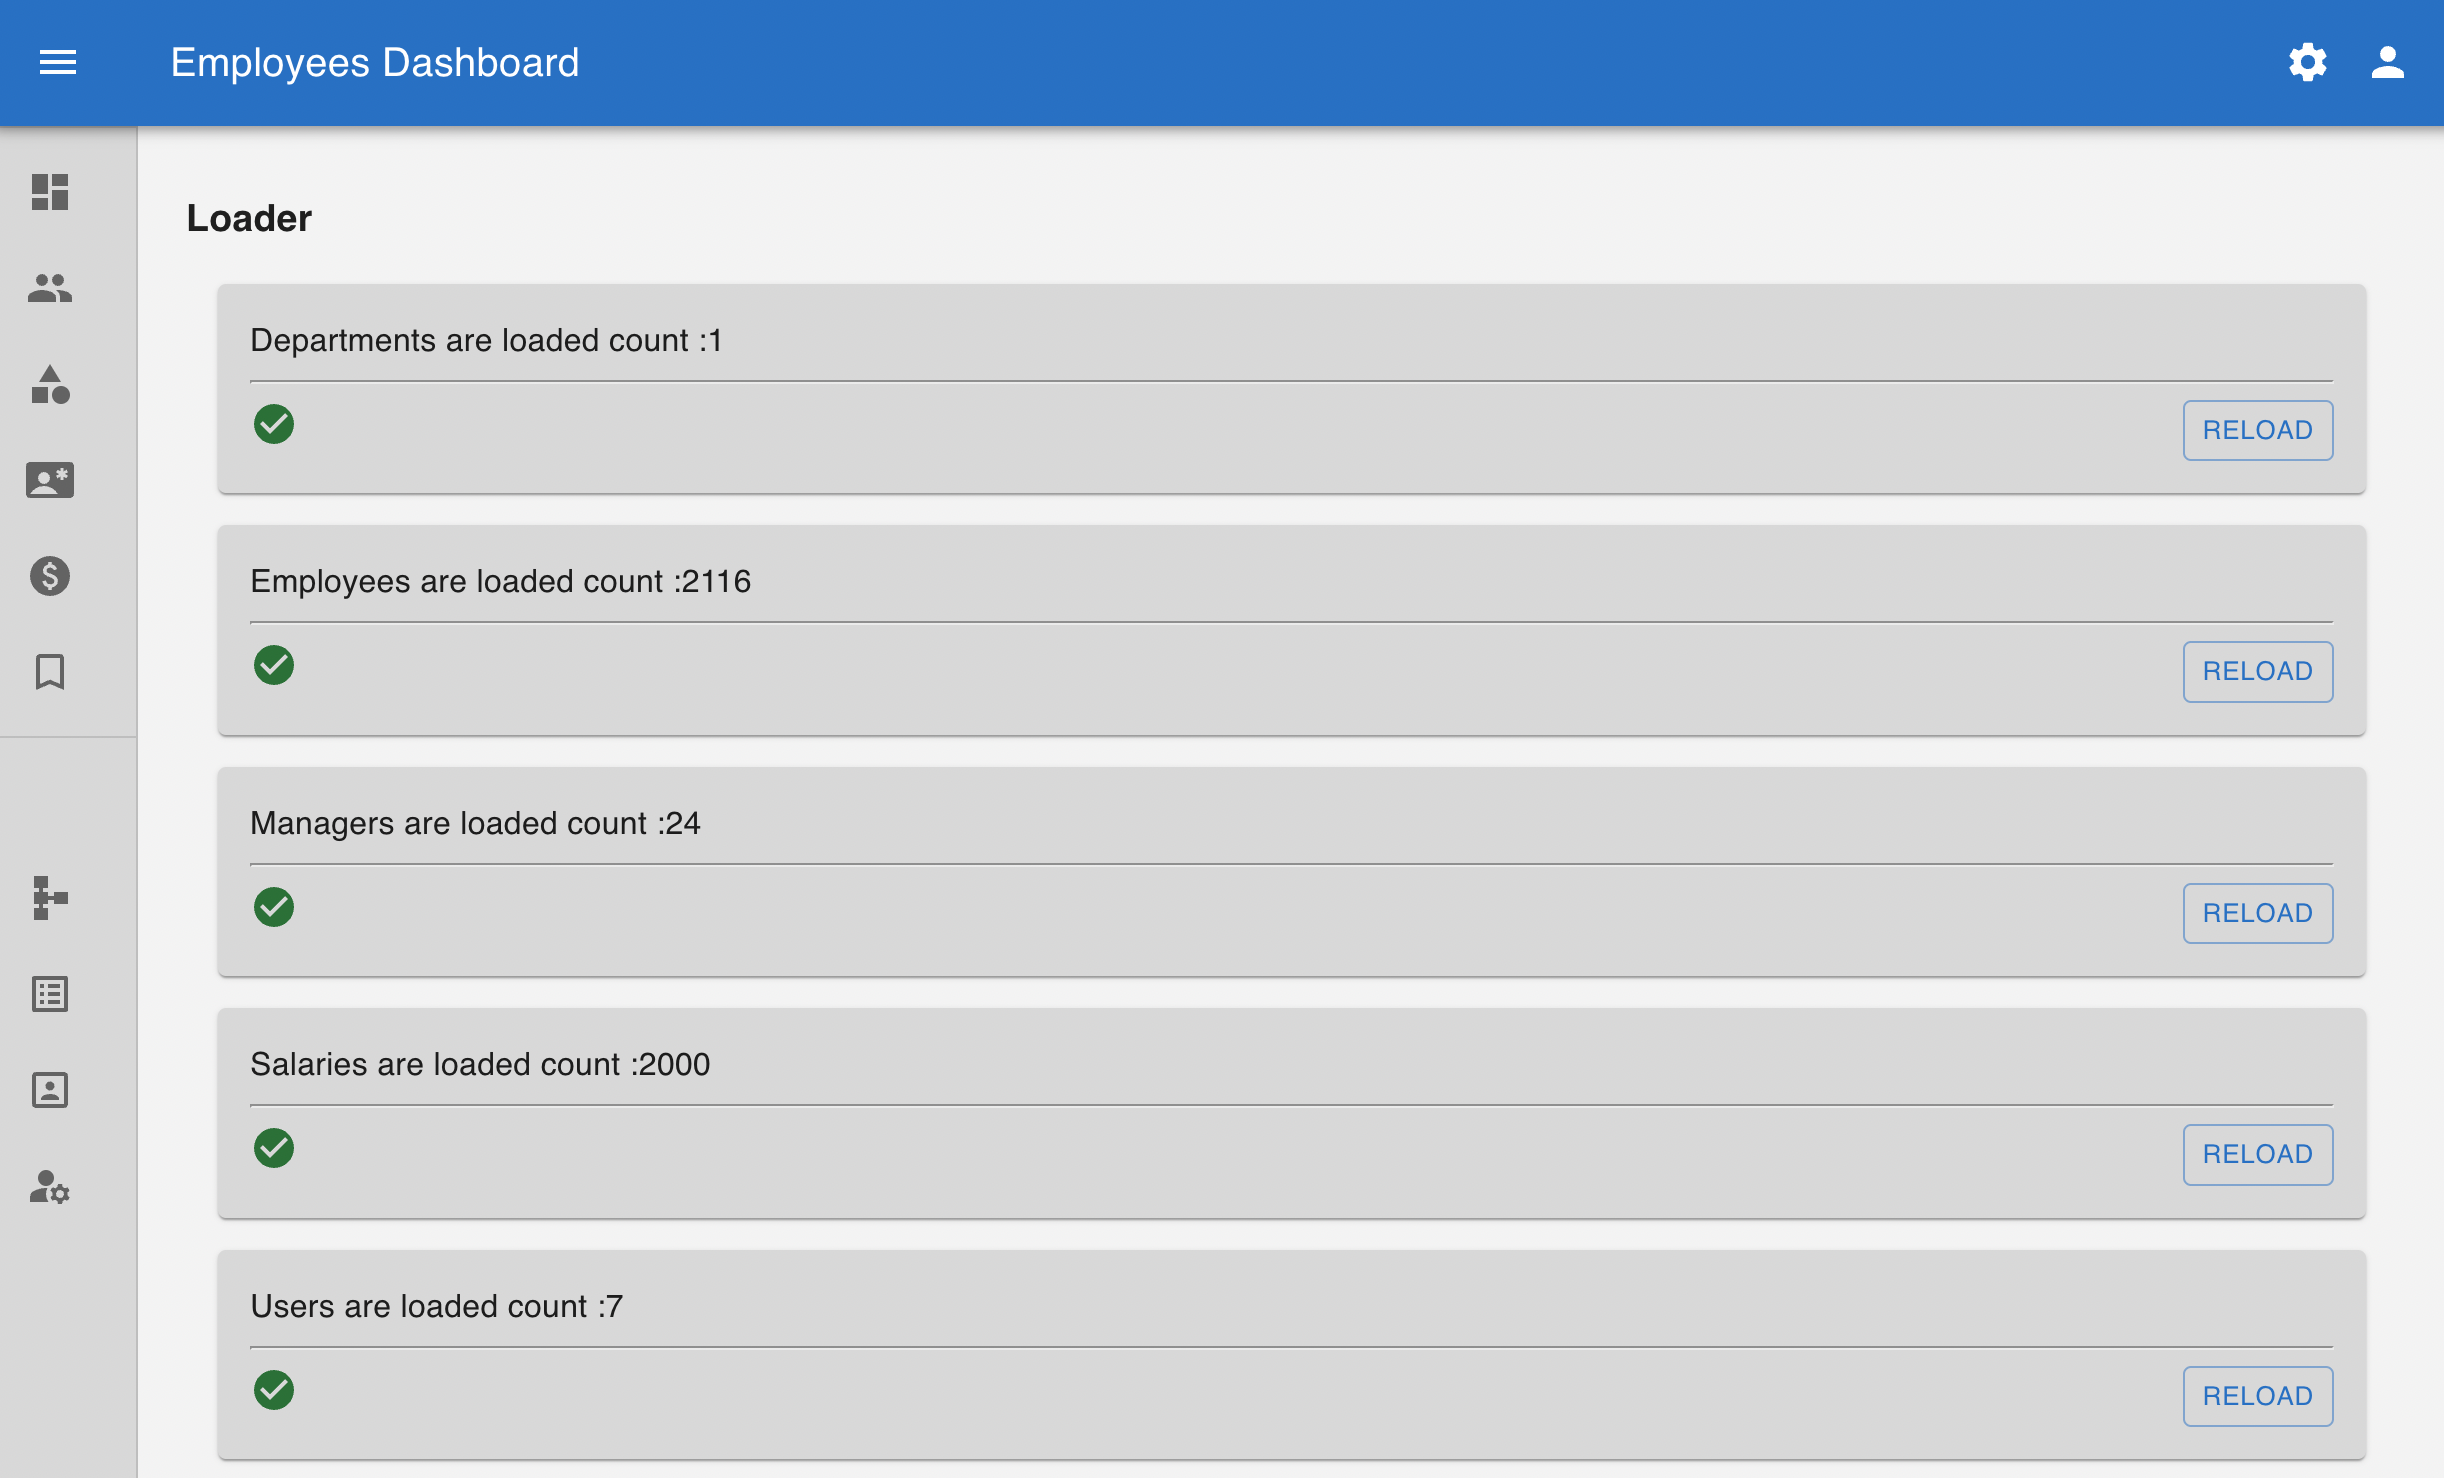 Employees Dashboard
Loader
Departments are loaded count :1
RELOAD
Employees are loaded count :2116
RELOAD
Managers are loaded count :24
RELOAD
Salaries are loaded count :2000
RELOAD
Users are loaded count :7
RELOAD